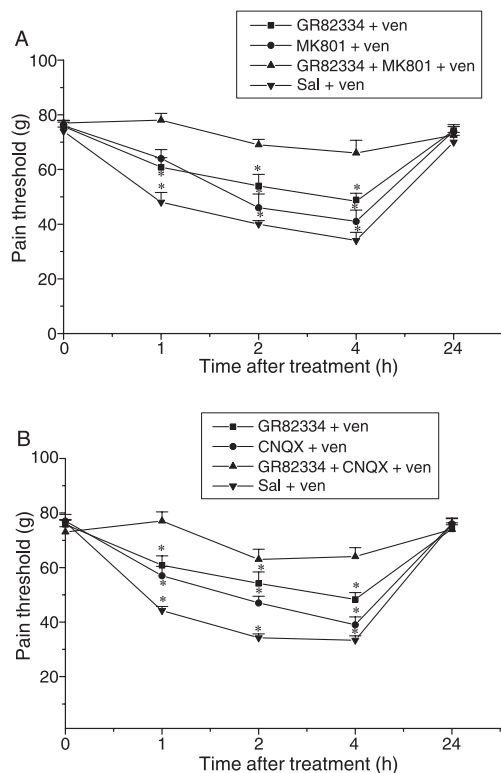 A
GR82334 + ven
MK801 + ven
GR82334 + MK801 + ven
Sal + ven
100
80
60
40
20
0
Pain threshold (g)
* * * * * * * *
0 1 2 4 24
Time after treatment (h)
B
GR82334 + ven
CNQX + ven
GR82334 + CNQX + ven
Sal + ven
100
80
60
40
20
Pain threshold (g)
* * * * * * * * *
0 1 2 4 24
Time after treatment (h)